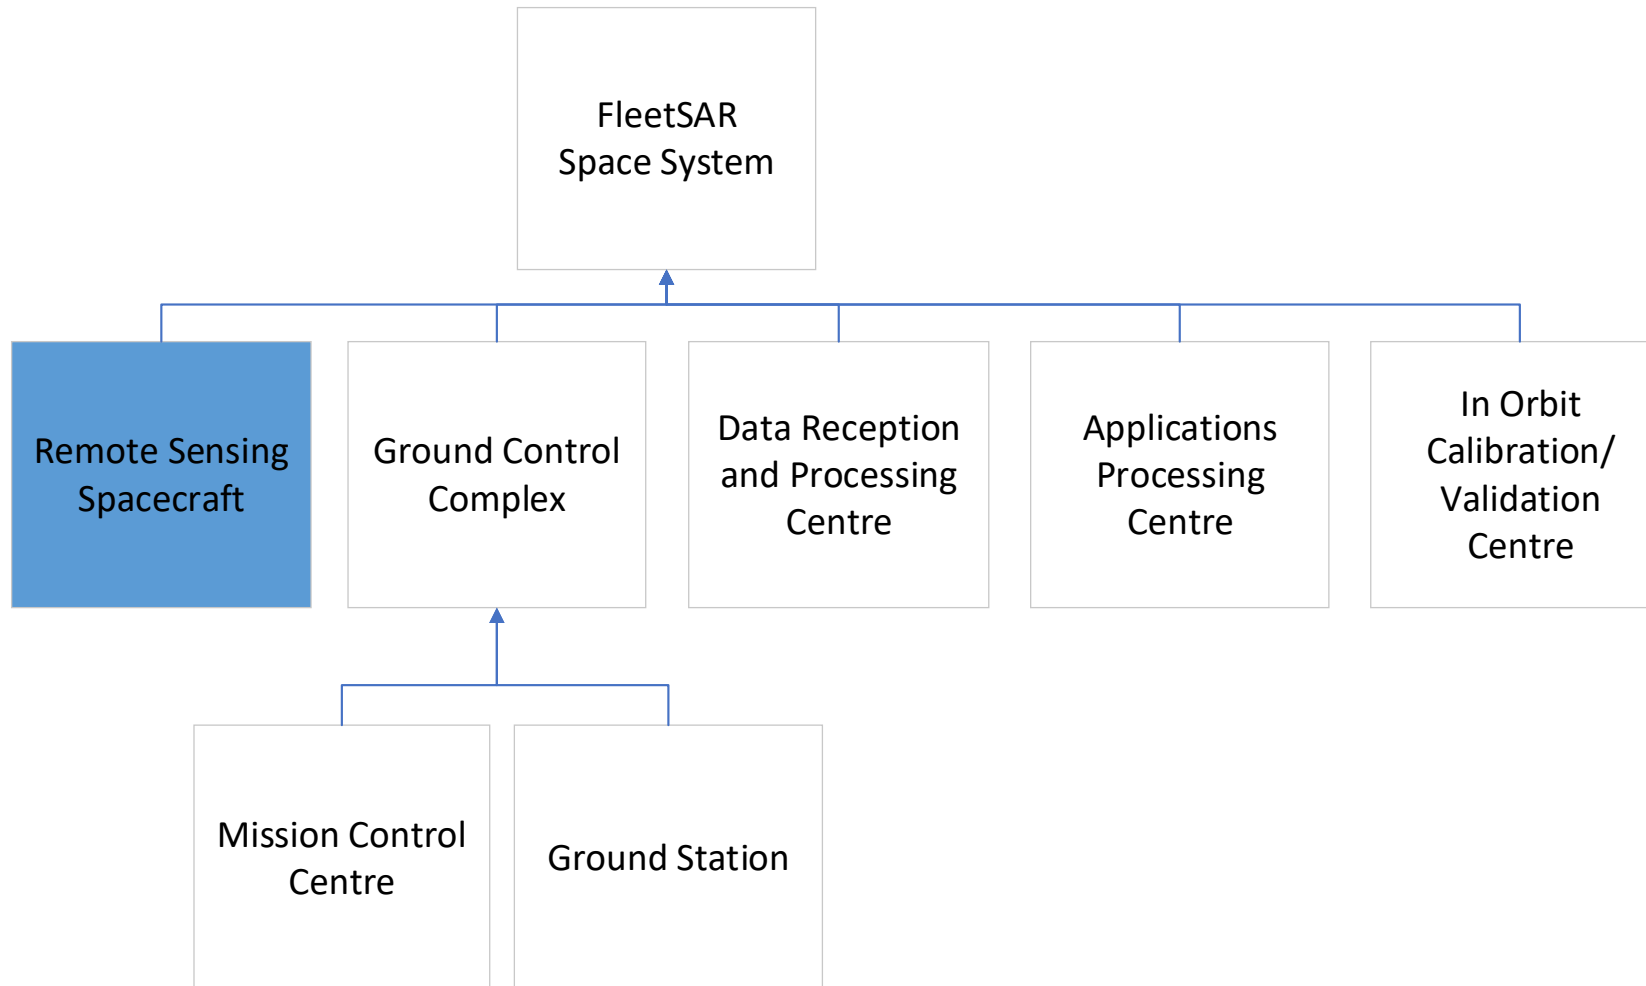 FleetSAR
Space System
Remote Sensing
Spacecraft
Ground Control
Complex
Data Reception
and Processing
Centre
Applications
Processing
Centre
In Orbit
Calibration/
Validation
Centre
Mission Control
Centre
Ground Station